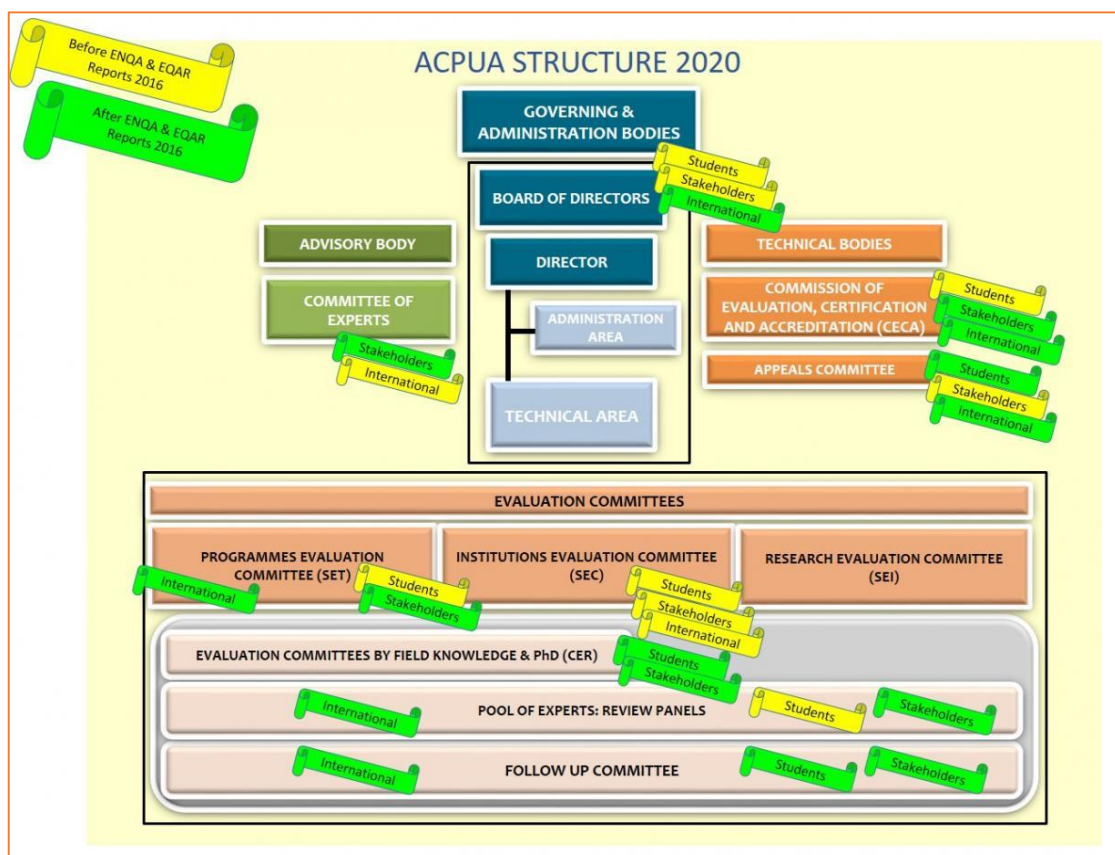 Before ENQA & EQAR
Reports 2016
After ENQA & EQAR
Reports 2016
ACPUA STRUCTURE 2020
GOVERNING &
ADMINISTRATION BODIES
Students
Stakeholders
International
BOARD OF DIRECTORS
ADVISORY BODY
DIRECTOR
TECHNICAL BODIES
COMMITTEE OF
EXPERTS
Stakeholders
International
ADMINISTRATION
AREA
COMMISSION OF
EVALUATION, CERTIFICATION
AND ACCREDITATION (CECA)
Students
Stakeholders
International
APPEALS COMMITTEE
Students
Stakeholders
International
TECHNICAL AREA
EVALUATION COMMITTEES
PROGRAMMES EVALUATION
COMMITTEE (SET)
International
Students
Stakeholders
INSTITUTIONS EVALUATION COMMITTEE
(SEC)
Students
Stakeholders
International
RESEARCH EVALUATION COMMITTEE
(SEI)
EVALUATION COMMITTEES BY FIELD KNOWLEDGE & PhD (CER)
Students
Stakeholders
International
POOL OF EXPERTS: REVIEW PANELS
Students
Stakeholders
International
FOLLOW UP COMMITTEE
Students
Stakeholders